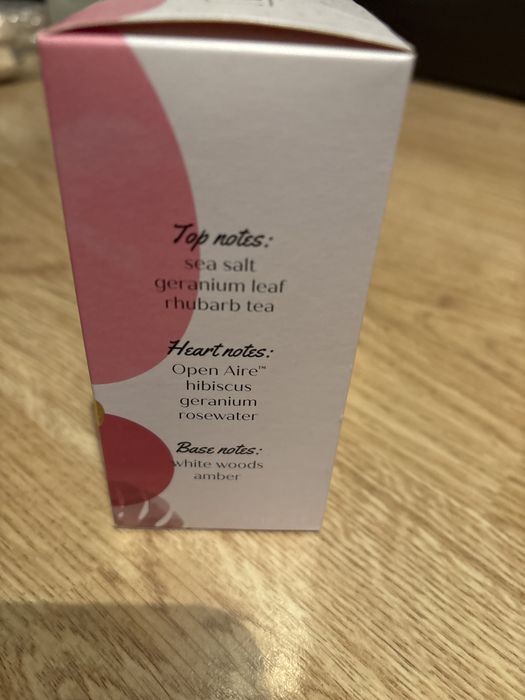 Top notes:
sea salt
geranium leaf
rhubarb tea
Heart notes:
Open Aire™
hibiscus
geranium
rosewater
Base notes:
white woods
amber